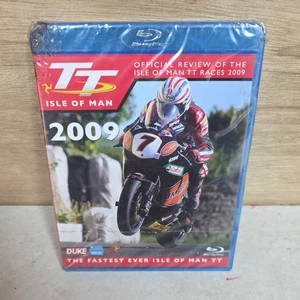 Blu-ray Disc
TT
ISLE OF MAN
OFFICIAL REVIEW OF THE
ISLE OF MAN TT RACES 2009
2009
7
DUKE
THE FASTEST EVER ISLE OF MAN TT